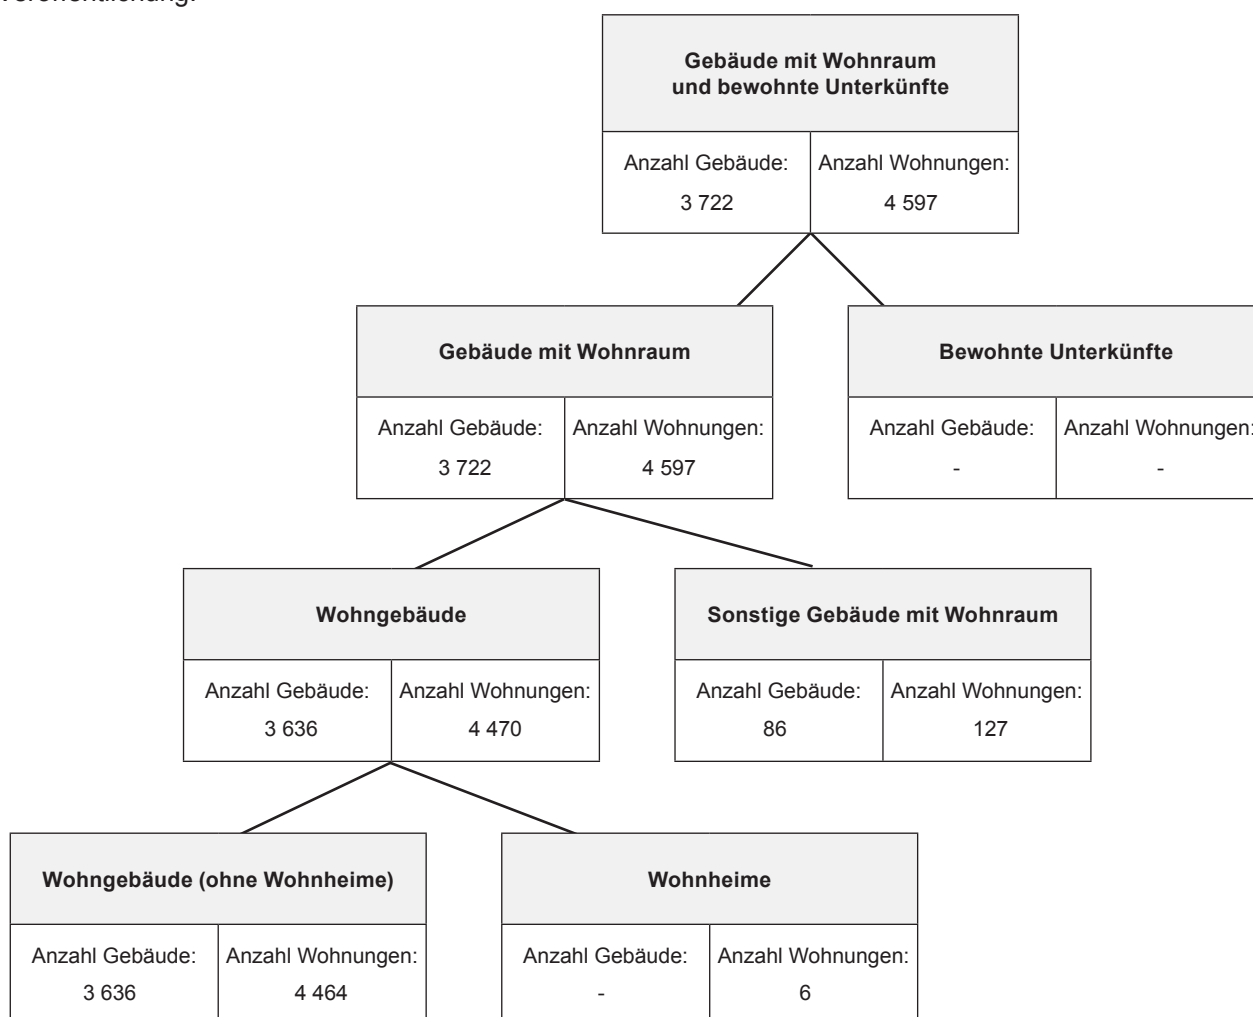 Veröffentlichung.
Gebäude mit Wohnraum
und bewohnte Unterkünfte
Anzahl Gebäude:
3 722
Anzahl Wohnungen:
4 597
Gebäude mit Wohnraum
Anzahl Gebäude:
3 722
Anzahl Wohnungen:
4 597
Bewohnte Unterkünfte
Anzahl Gebäude:
-
Anzahl Wohnungen:
-
Wohngebäude
Anzahl Gebäude:
3 636
Anzahl Wohnungen:
4 470
Sonstige Gebäude mit Wohnraum
Anzahl Gebäude:
86
Anzahl Wohnungen:
127
Wohngebäude (ohne Wohnheime)
Anzahl Gebäude:
3 636
Anzahl Wohnungen:
4 464
Wohnheime
Anzahl Gebäude:
-
Anzahl Wohnungen:
6